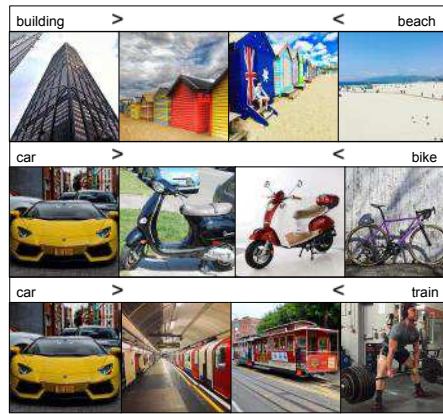 building > < beach
car > < bike
car > < train